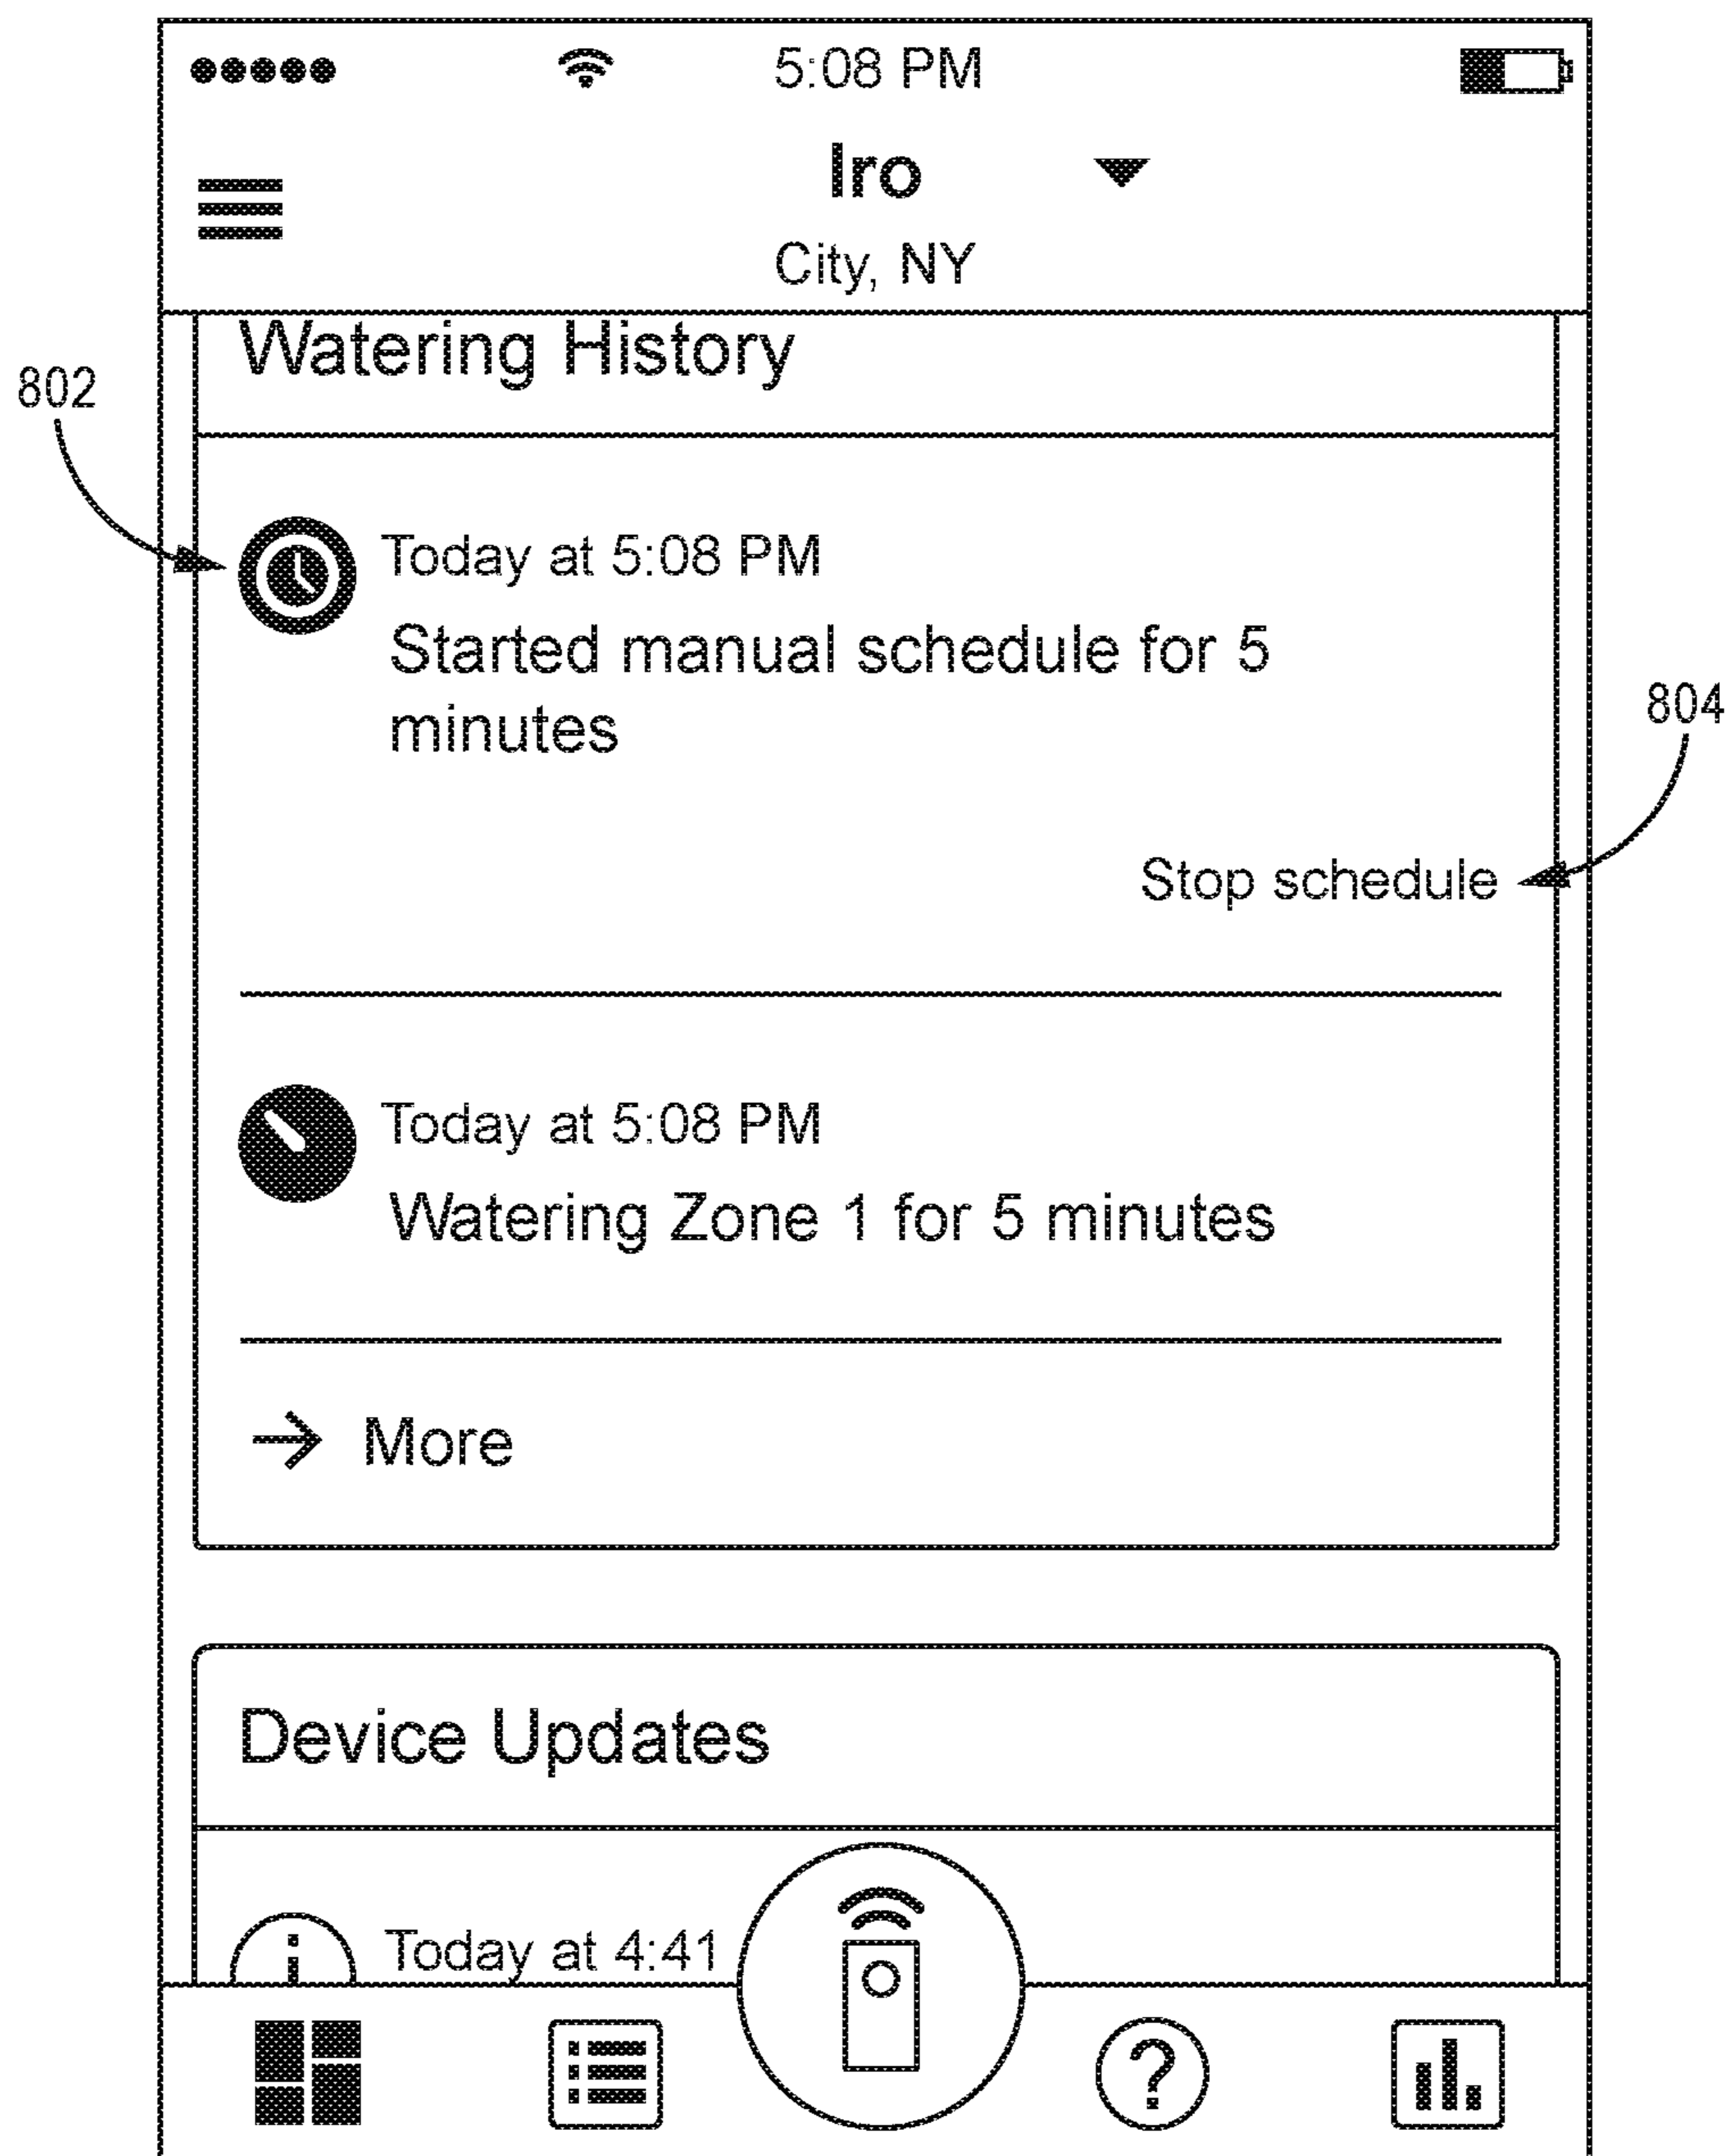 5:08 PM
Iro
City, NY
Watering History
802
Today at 5:08 PM
Started manual schedule for 5
minutes
804
Stop schedule
Today at 5:08 PM
Watering Zone 1 for 5 minutes
More
Device Updates
i
Today at 4:41
?